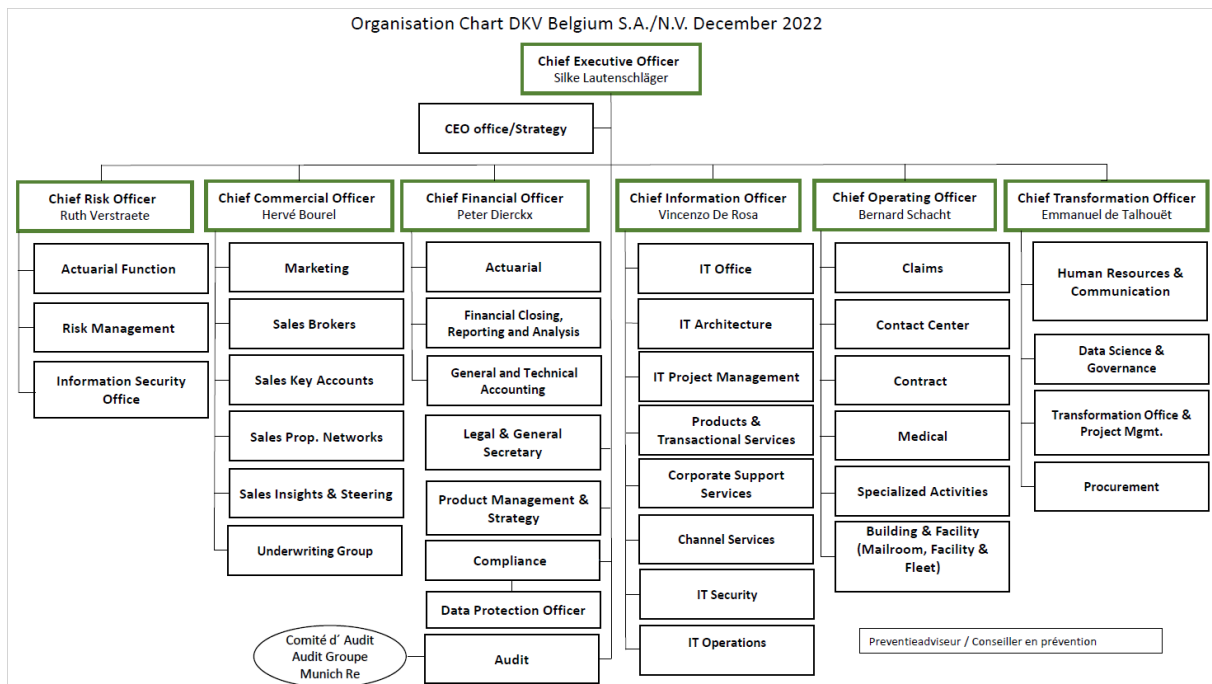 Organisation Chart DKV Belgium S.A./N.V. December 2022
Chief Executive Officer
Silke Lautenschläger
CEO office/Strategy
Chief Risk Officer
Ruth Verstraete
Actuarial Function
Risk Management
Information Security
Office
Chief Commercial Officer
Hervé Bourel
Marketing
Sales Brokers
Sales Key Accounts
Sales Prop. Networks
Sales Insights & Steering
Underwriting Group
Chief Financial Officer
Peter Dierckx
Actuarial
Financial Closing,
Reporting and Analysis
General and Technical
Accounting
Legal & General
Secretary
Product Management &
Strategy
Compliance
Data Protection Officer
Audit
Comité d´ Audit
Audit Groupe
Munich Re
Chief Information Officer
Vincenzo De Rosa
IT Office
IT Architecture
IT Project Management
Products &
Transactional Services
Corporate Support
Services
Channel Services
IT Security
IT Operations
Chief Operating Officer
Bernard Schacht
Claims
Contact Center
Contract
Medical
Specialized Activities
Building & Facility
(Mailroom, Facility &
Fleet)
Chief Transformation Officer
Emmanuel de Talhouët
Human Resources &
Communication
Data Science &
Governance
Transformation Office &
Project Mgmt.
Procurement
Preventieadviseur / Conseiller en prévention